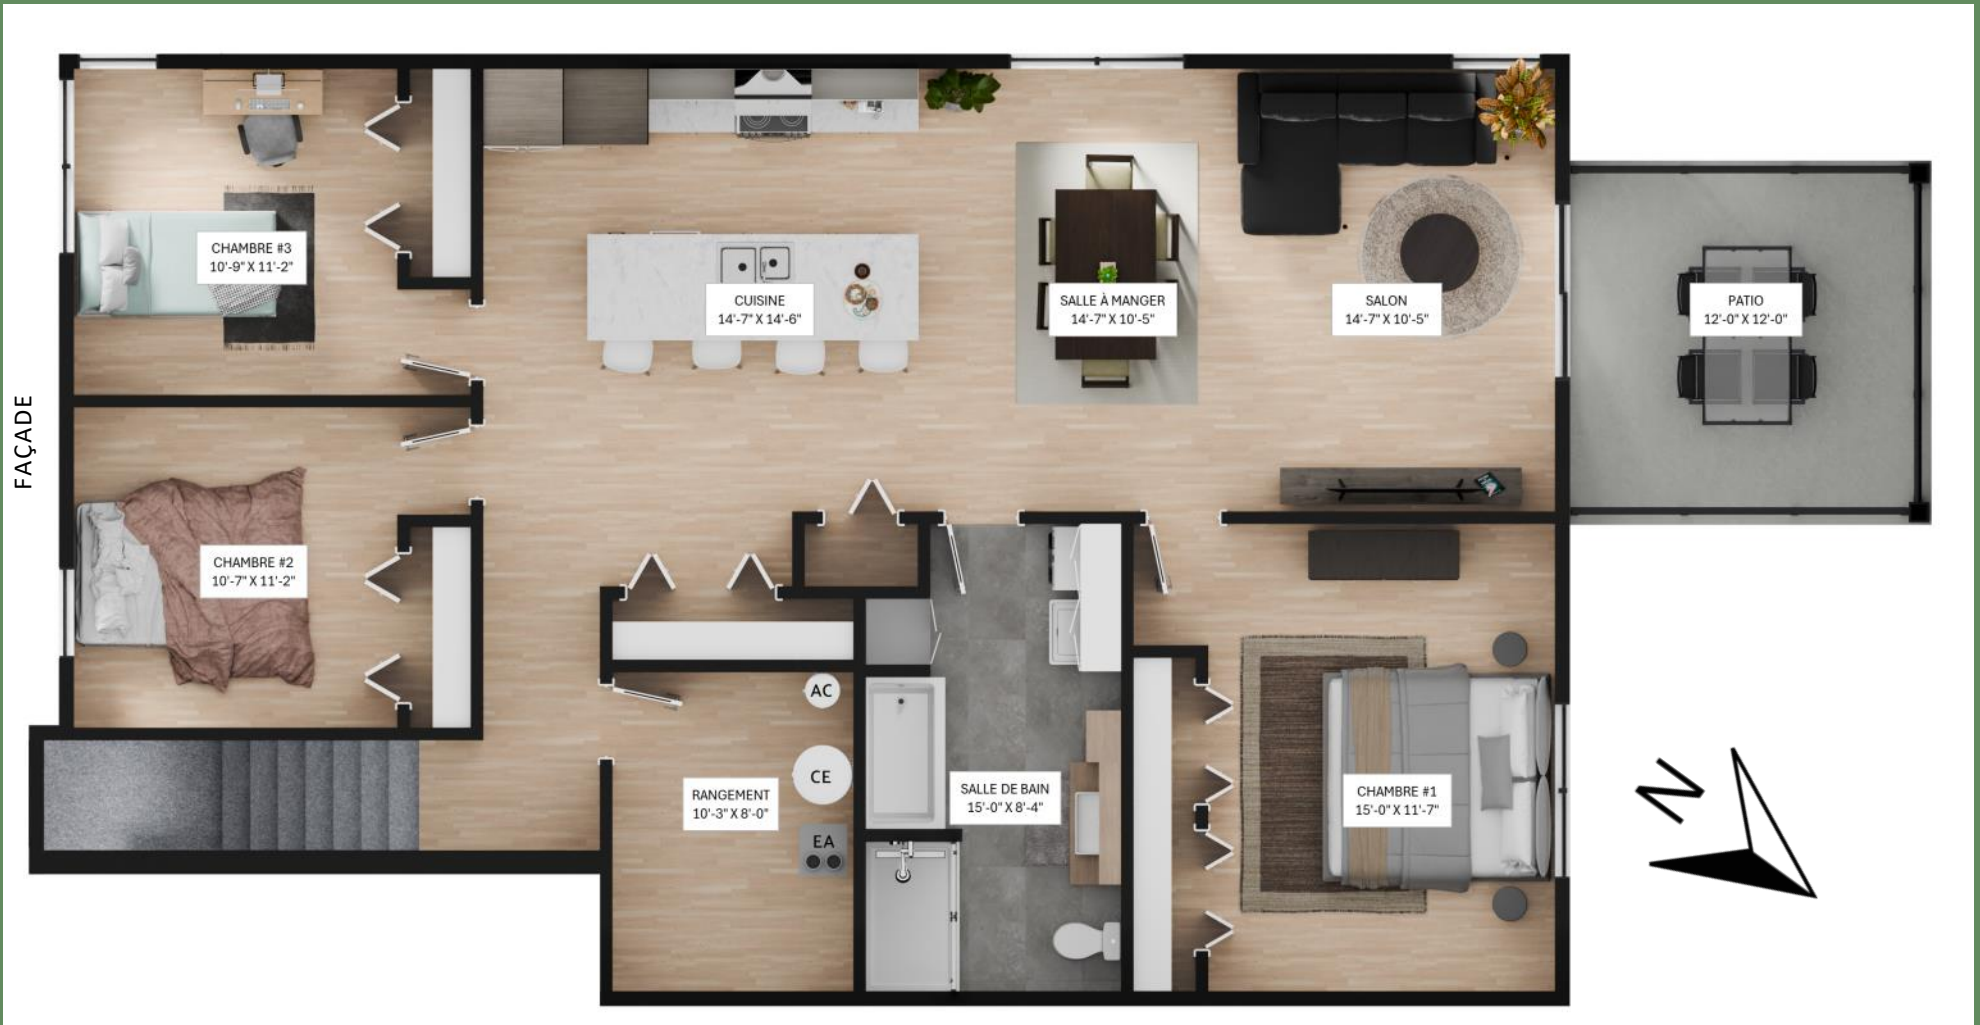 CHAMBRE #3
10'-9" X 11'-2"
CUISINE
14'-7" X 14'-6"
SALLE À MANGER
14'-7" X 10'-5"
SALON
14'-7" X 10'-5"
PATIO
12'-0" X 12'-0"
FAÇADE
CHAMBRE #2
10'-7" X 11'-2"
AC
CE
EA
RANGEMENT
10'-3" X 8'-0"
SALLE DE BAIN
15'-0" X 8'-4"
CHAMBRE #1
15'-0" X 11'-7"
N